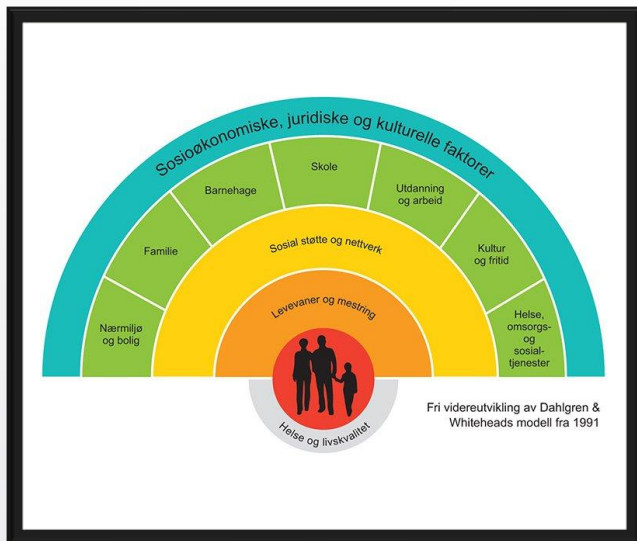 Sosioøkonomiske, juridiske og kulturelle faktorer
Nærmiljø
og bolig
Familie
Barnehage
Skole
Utdanning
og arbeid
Kultur
og fritid
Helse,
omsorgs-
og
sosial-
tjenester
Sosial støtte og nettverk
Levevaner og mestring
Helse og livskvalitet
Fri videreutvikling av Dahlgren &
Whiteheads modell fra 1991